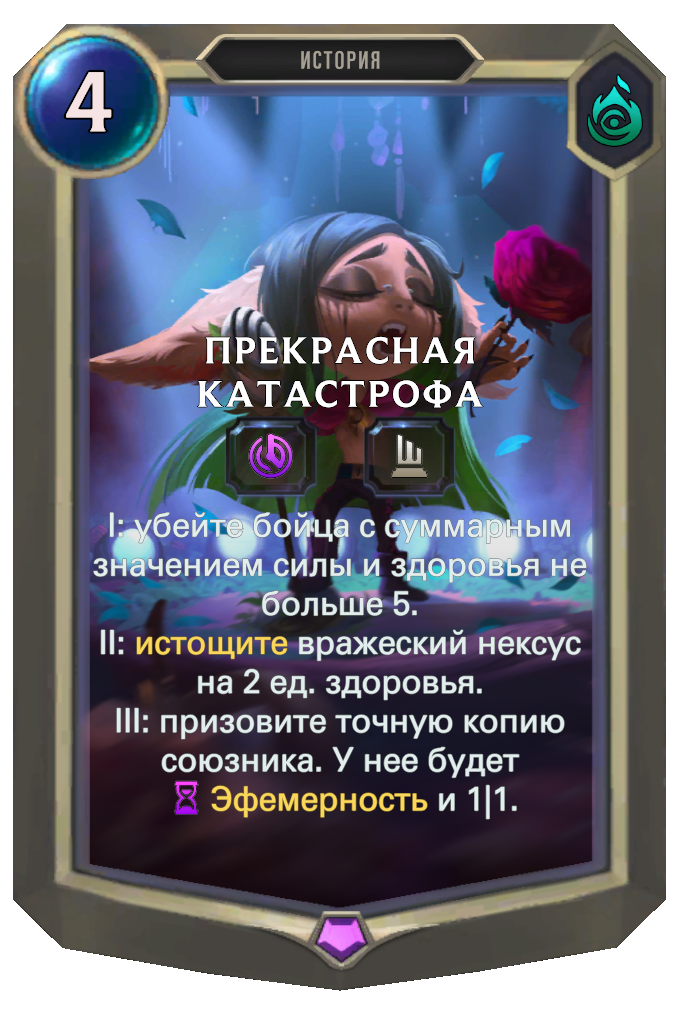 4
ИСТОРИЯ
ПРЕКРАСНАЯ
КАТАСТРОФА
I: убейте бойца с суммарным
значением силы и здоровья не
больше 5.
II: истощите вражеский нексус
на 2 ед. здоровья.
III: призовите точную копию
союзника. У нее будет
Эфемерность и 1|1.